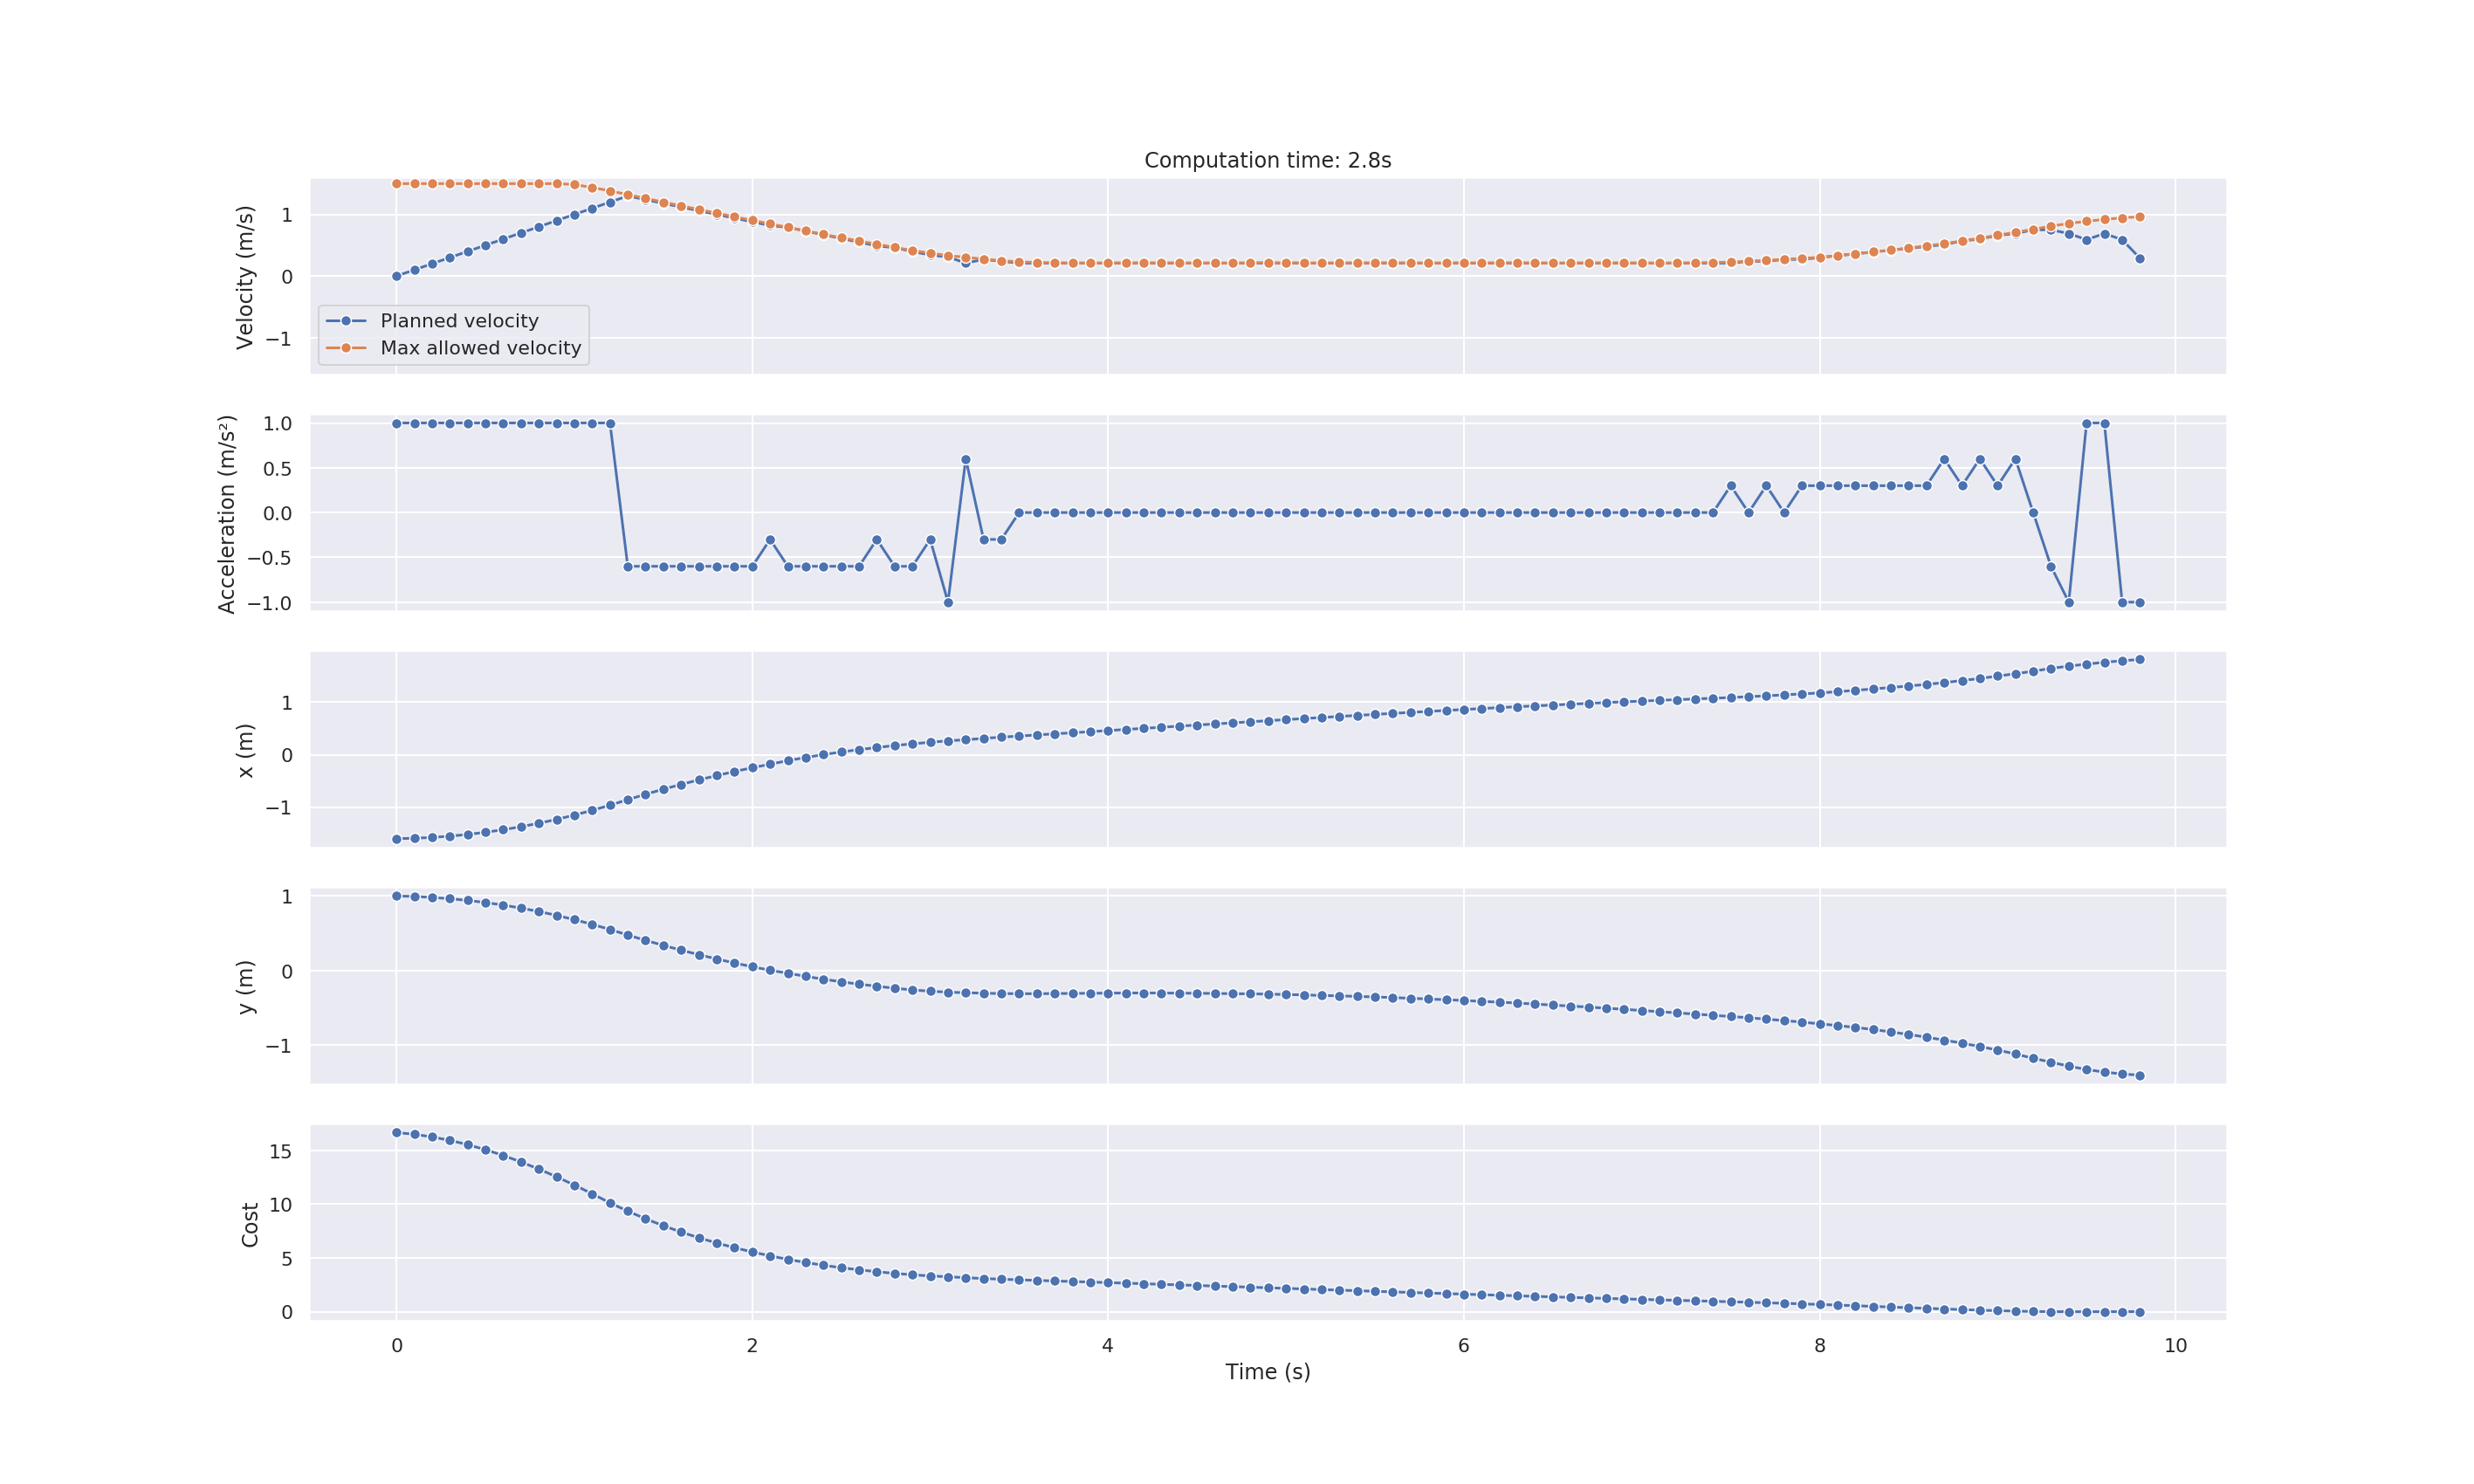 Computation time: 2.8s
Velocity (m/s)
1
0
−1
Planned velocity
Max allowed velocity
Acceleration (m/s²)
1.0
0.5
0.0
−0.5
−1.0
x (m)
1
0
−1
y (m)
1
0
−1
Cost
15
10
5
0
0 2 4 6 8 10
Time (s)